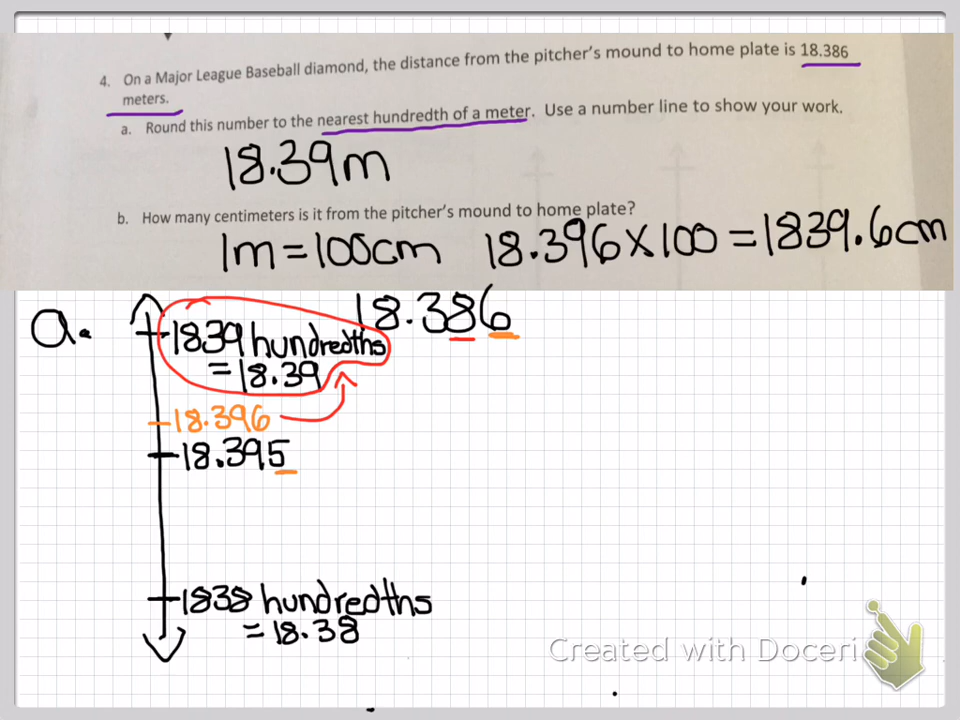 4. On a Major League Baseball diamond, the distance from the pitcher's mound to home plate is 18.386
meters.
a. Round this number to the nearest hundredth of a meter. Use a number line to show your work.
18.39m
b. How many centimeters is it from the pitcher's mound to home plate?
1m=100cm 18.396x100=1839.6cm
a.
18.386
1839 hundredths
=18.39
18.396
18.395
1838 hundredths
=18.38
Created with Doceri